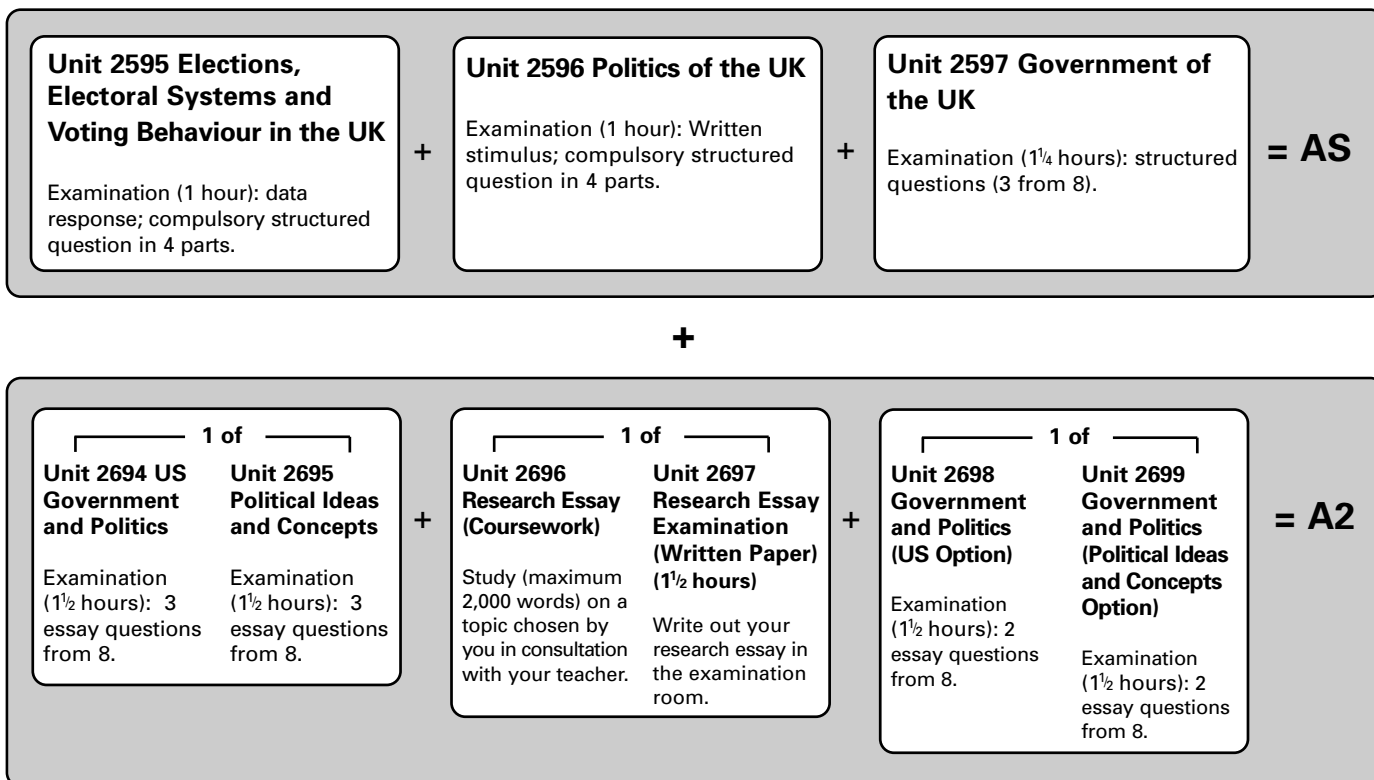 Unit 2595 Elections,
Electoral Systems and
Voting Behaviour in the UK
Examination (1 hour): data
response; compulsory structured
question in 4 parts.
+
Unit 2596 Politics of the UK
Examination (1 hour): Written
stimulus; compulsory structured
question in 4 parts.
+
Unit 2597 Government of
the UK
Examination (1¼ hours): structured
questions (3 from 8).
= AS
+
1 of
Unit 2694 US
Government
and Politics
Examination
(1½ hours): 3
essay questions
from 8.
Unit 2695
Political Ideas
and Concepts
Examination
(1½ hours): 3
essay questions
from 8.
+
1 of
Unit 2696
Research Essay
(Coursework)
Study (maximum
2,000 words) on a
topic chosen by
you in consultation
with your teacher.
Unit 2697
Research Essay
Examination
(Written Paper)
(1½ hours)
Write out your
research essay in
the examination
room.
+
1 of
Unit 2698
Government
and Politics
(US Option)
Examination
(1½ hours): 2
essay questions
from 8.
Unit 2699
Government
and Politics
(Political Ideas
and Concepts
Option)
Examination
(1½ hours): 2
essay questions
from 8.
= A2